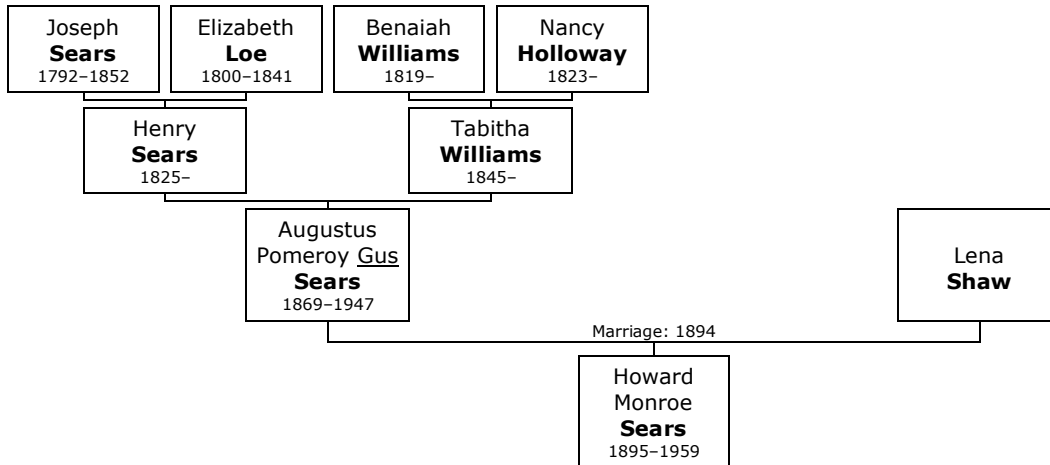 Joseph
Sears
1792–1852
Elizabeth
Loe
1800–1841
Benaiah
Williams
1819–
Nancy
Holloway
1823–
Henry
Sears
1825–
Tabitha
Williams
1845–
Augustus
Pomeroy Gus
Sears
1869–1947
Lena
Shaw
Marriage: 1894
Howard
Monroe
Sears
1895–1959